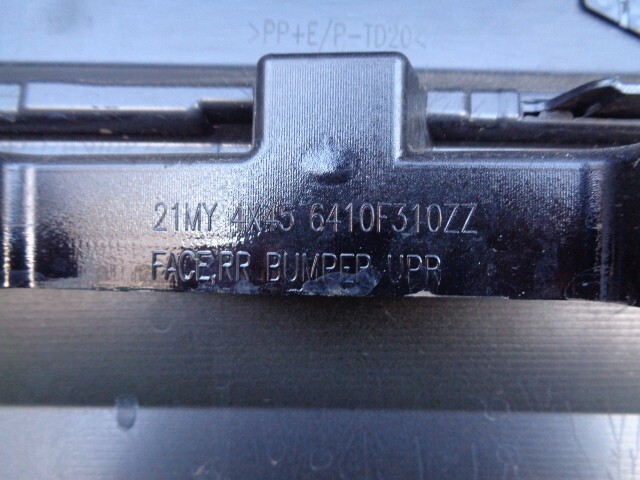 >PP+E/P-TD20<
21MY 4X45 6410F310ZZ
FACE,RR BUMPER UPR